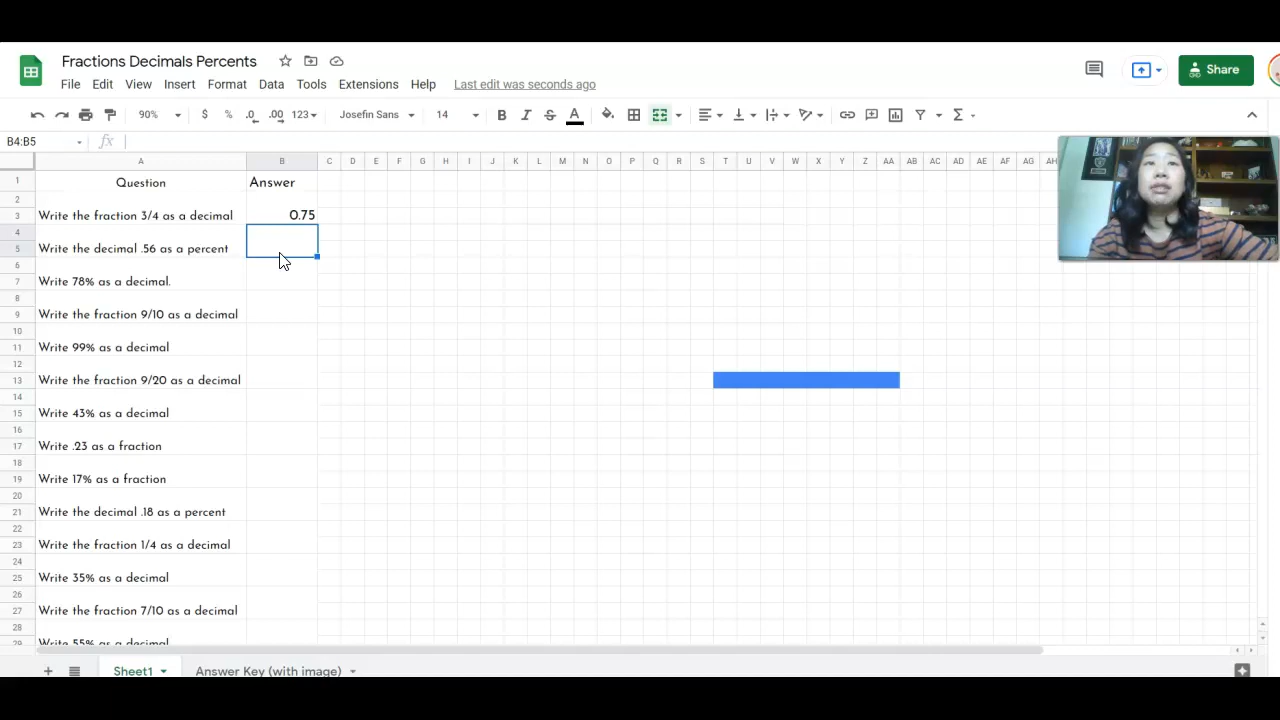 Fractions Decimals Percents
File Edit View Insert Format Data Tools Extensions Help Last edit was seconds ago
Share
90% $ % .0 .00 123 Josefin Sans 14 B I S A
B4:B5 fx
A B C D E F G H I J K L M N O P Q R S T U V W X Y Z AA AB AC AD AE AF AG AH
1 Question Answer
2
3 Write the fraction 3/4 as a decimal 0.75
4
5 Write the decimal .56 as a percent
6
7 Write 78% as a decimal.
8
9 Write the fraction 9/10 as a decimal
10
11 Write 99% as a decimal
12
13 Write the fraction 9/20 as a decimal
14
15 Write 43% as a decimal
16
17 Write .23 as a fraction
18
19 Write 17% as a fraction
20
21 Write the decimal .18 as a percent
22
23 Write the fraction 1/4 as a decimal
24
25 Write 35% as a decimal
26
27 Write the fraction 7/10 as a decimal
28
29 Write 55% as a decimal
Sheet1 Answer Key (with image)